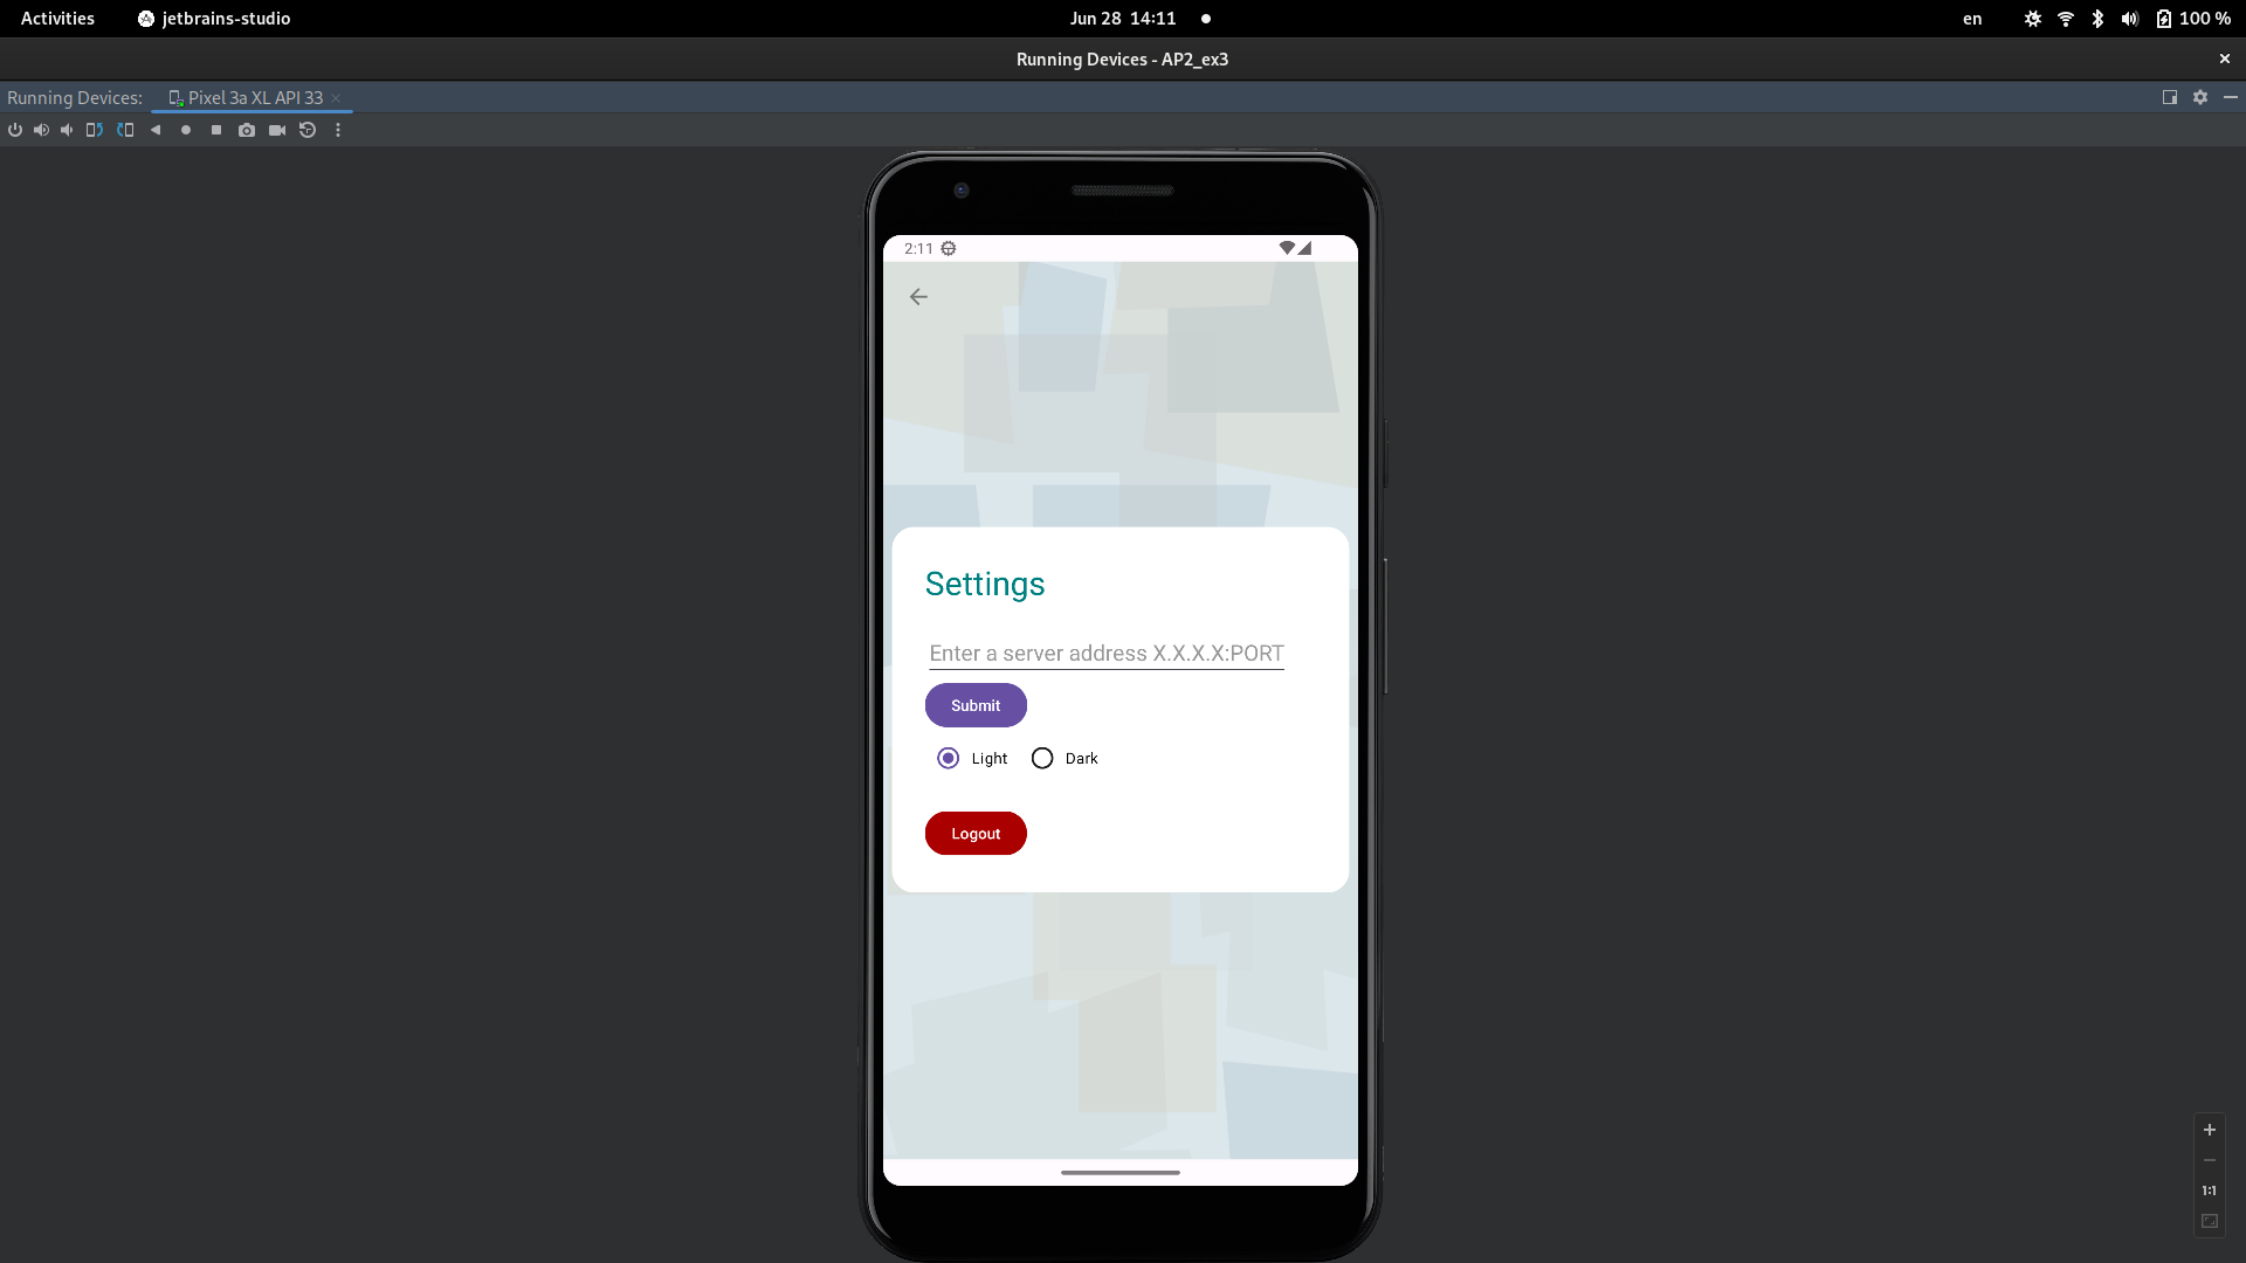 Activities
jetbrains-studio
Jun 28 14:11
en
100 %
Running Devices - AP2_ex3
Running Devices:
Pixel 3a XL API 33
2:11
Settings
Enter a server address X.X.X.X:PORT
Submit
Light
Dark
Logout
1:1